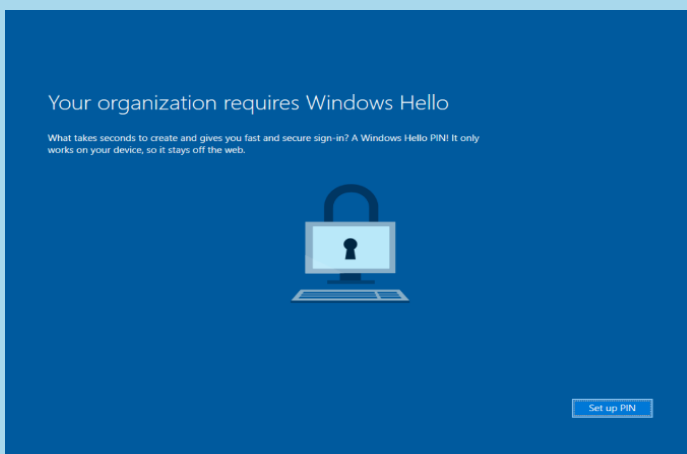 Your organization requires Windows Hello
What takes seconds to create and gives you fast and secure sign-in? A Windows Hello PIN! It only
works on your device, so it stays off the web.
Set up PIN